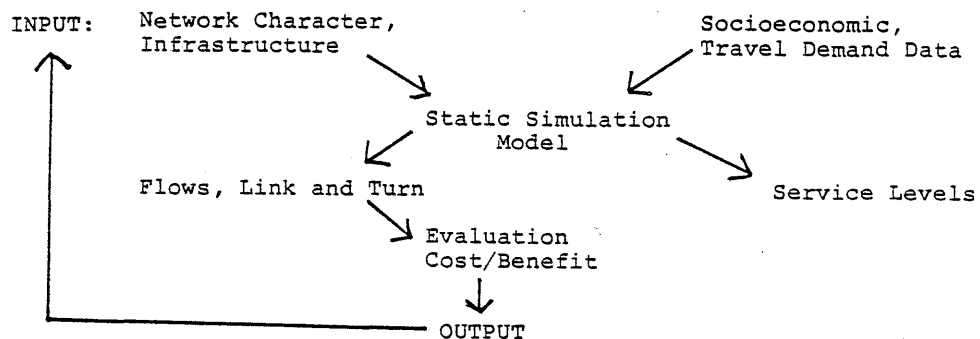 INPUT:
Network Character,
Infrastructure
Socioeconomic,
Travel Demand Data
Static Simulation
Model
Flows, Link and Turn
Service Levels
Evaluation
Cost/Benefit
OUTPUT